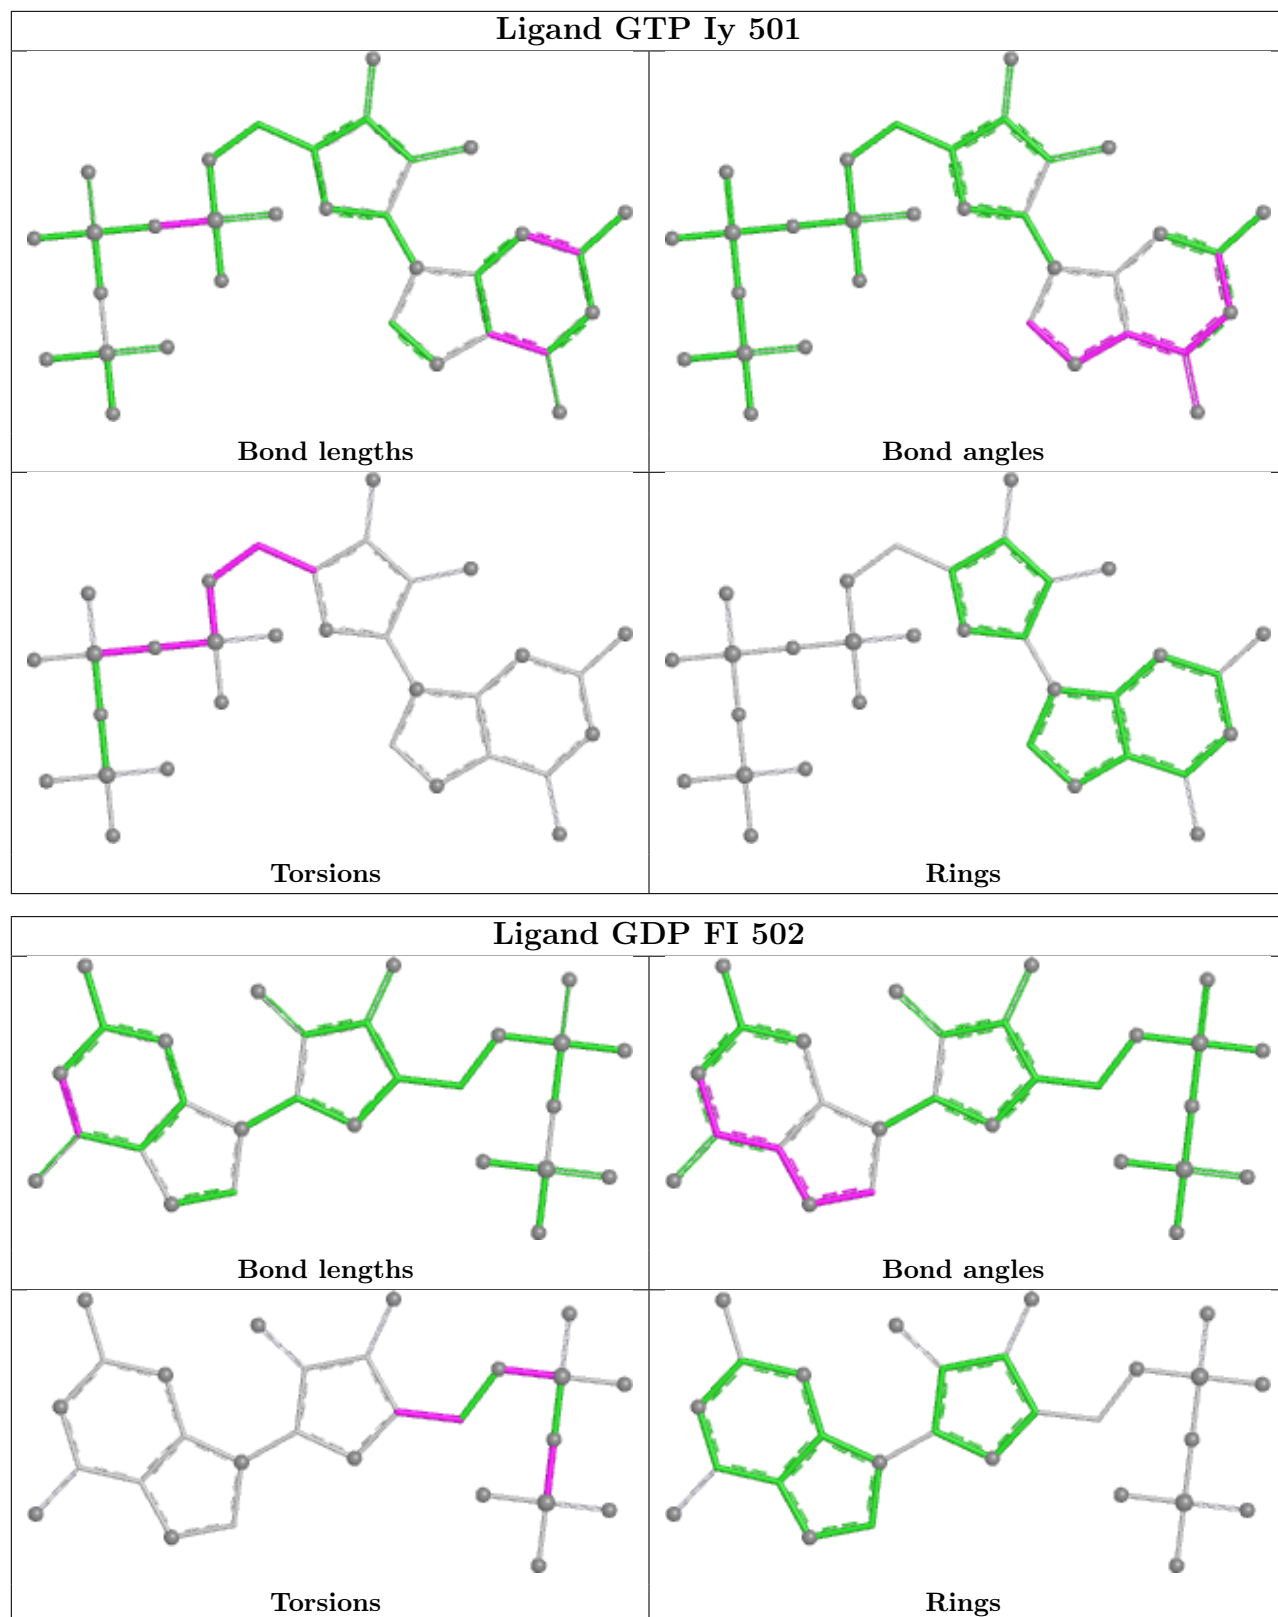 Ligand GTP Iy 501
Bond lengths
Bond angles
Torsions
Rings
Ligand GDP FI 502
Bond lengths
Bond angles
Torsions
Rings